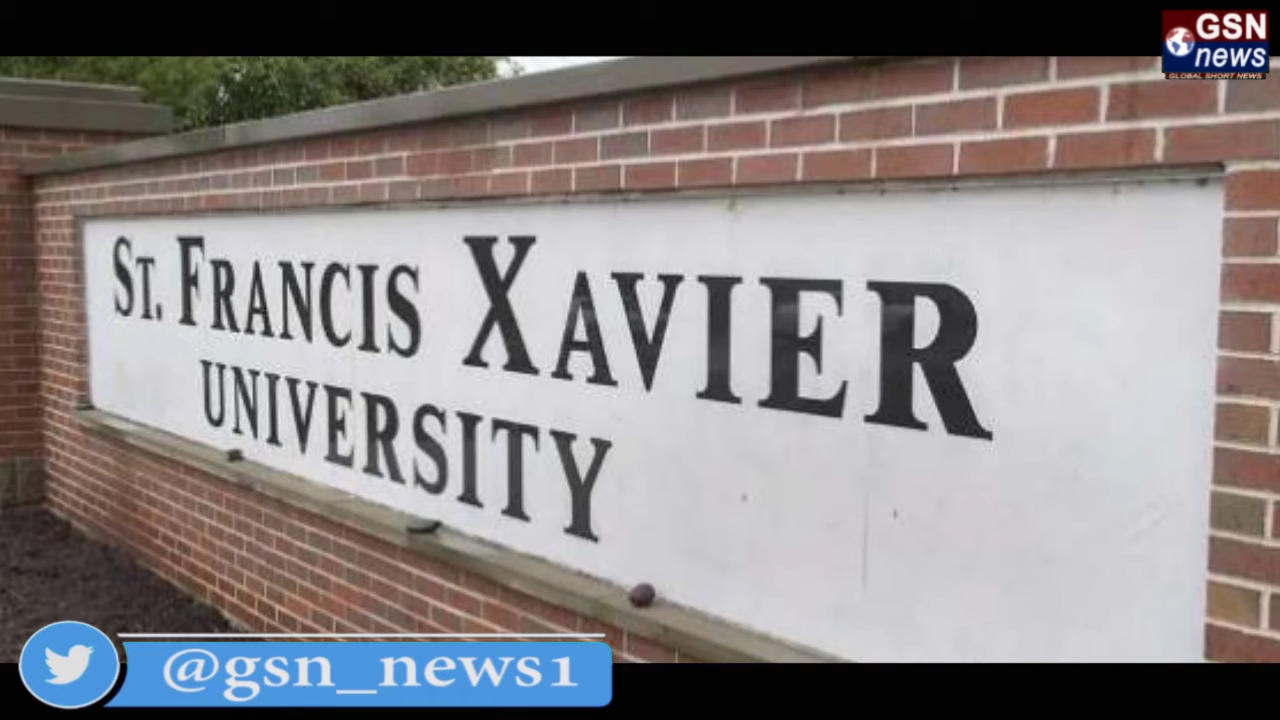 GSN
news
GLOBAL SHORT NEWS
ST. FRANCIS XAVIER
UNIVERSITY
@gsn_news1